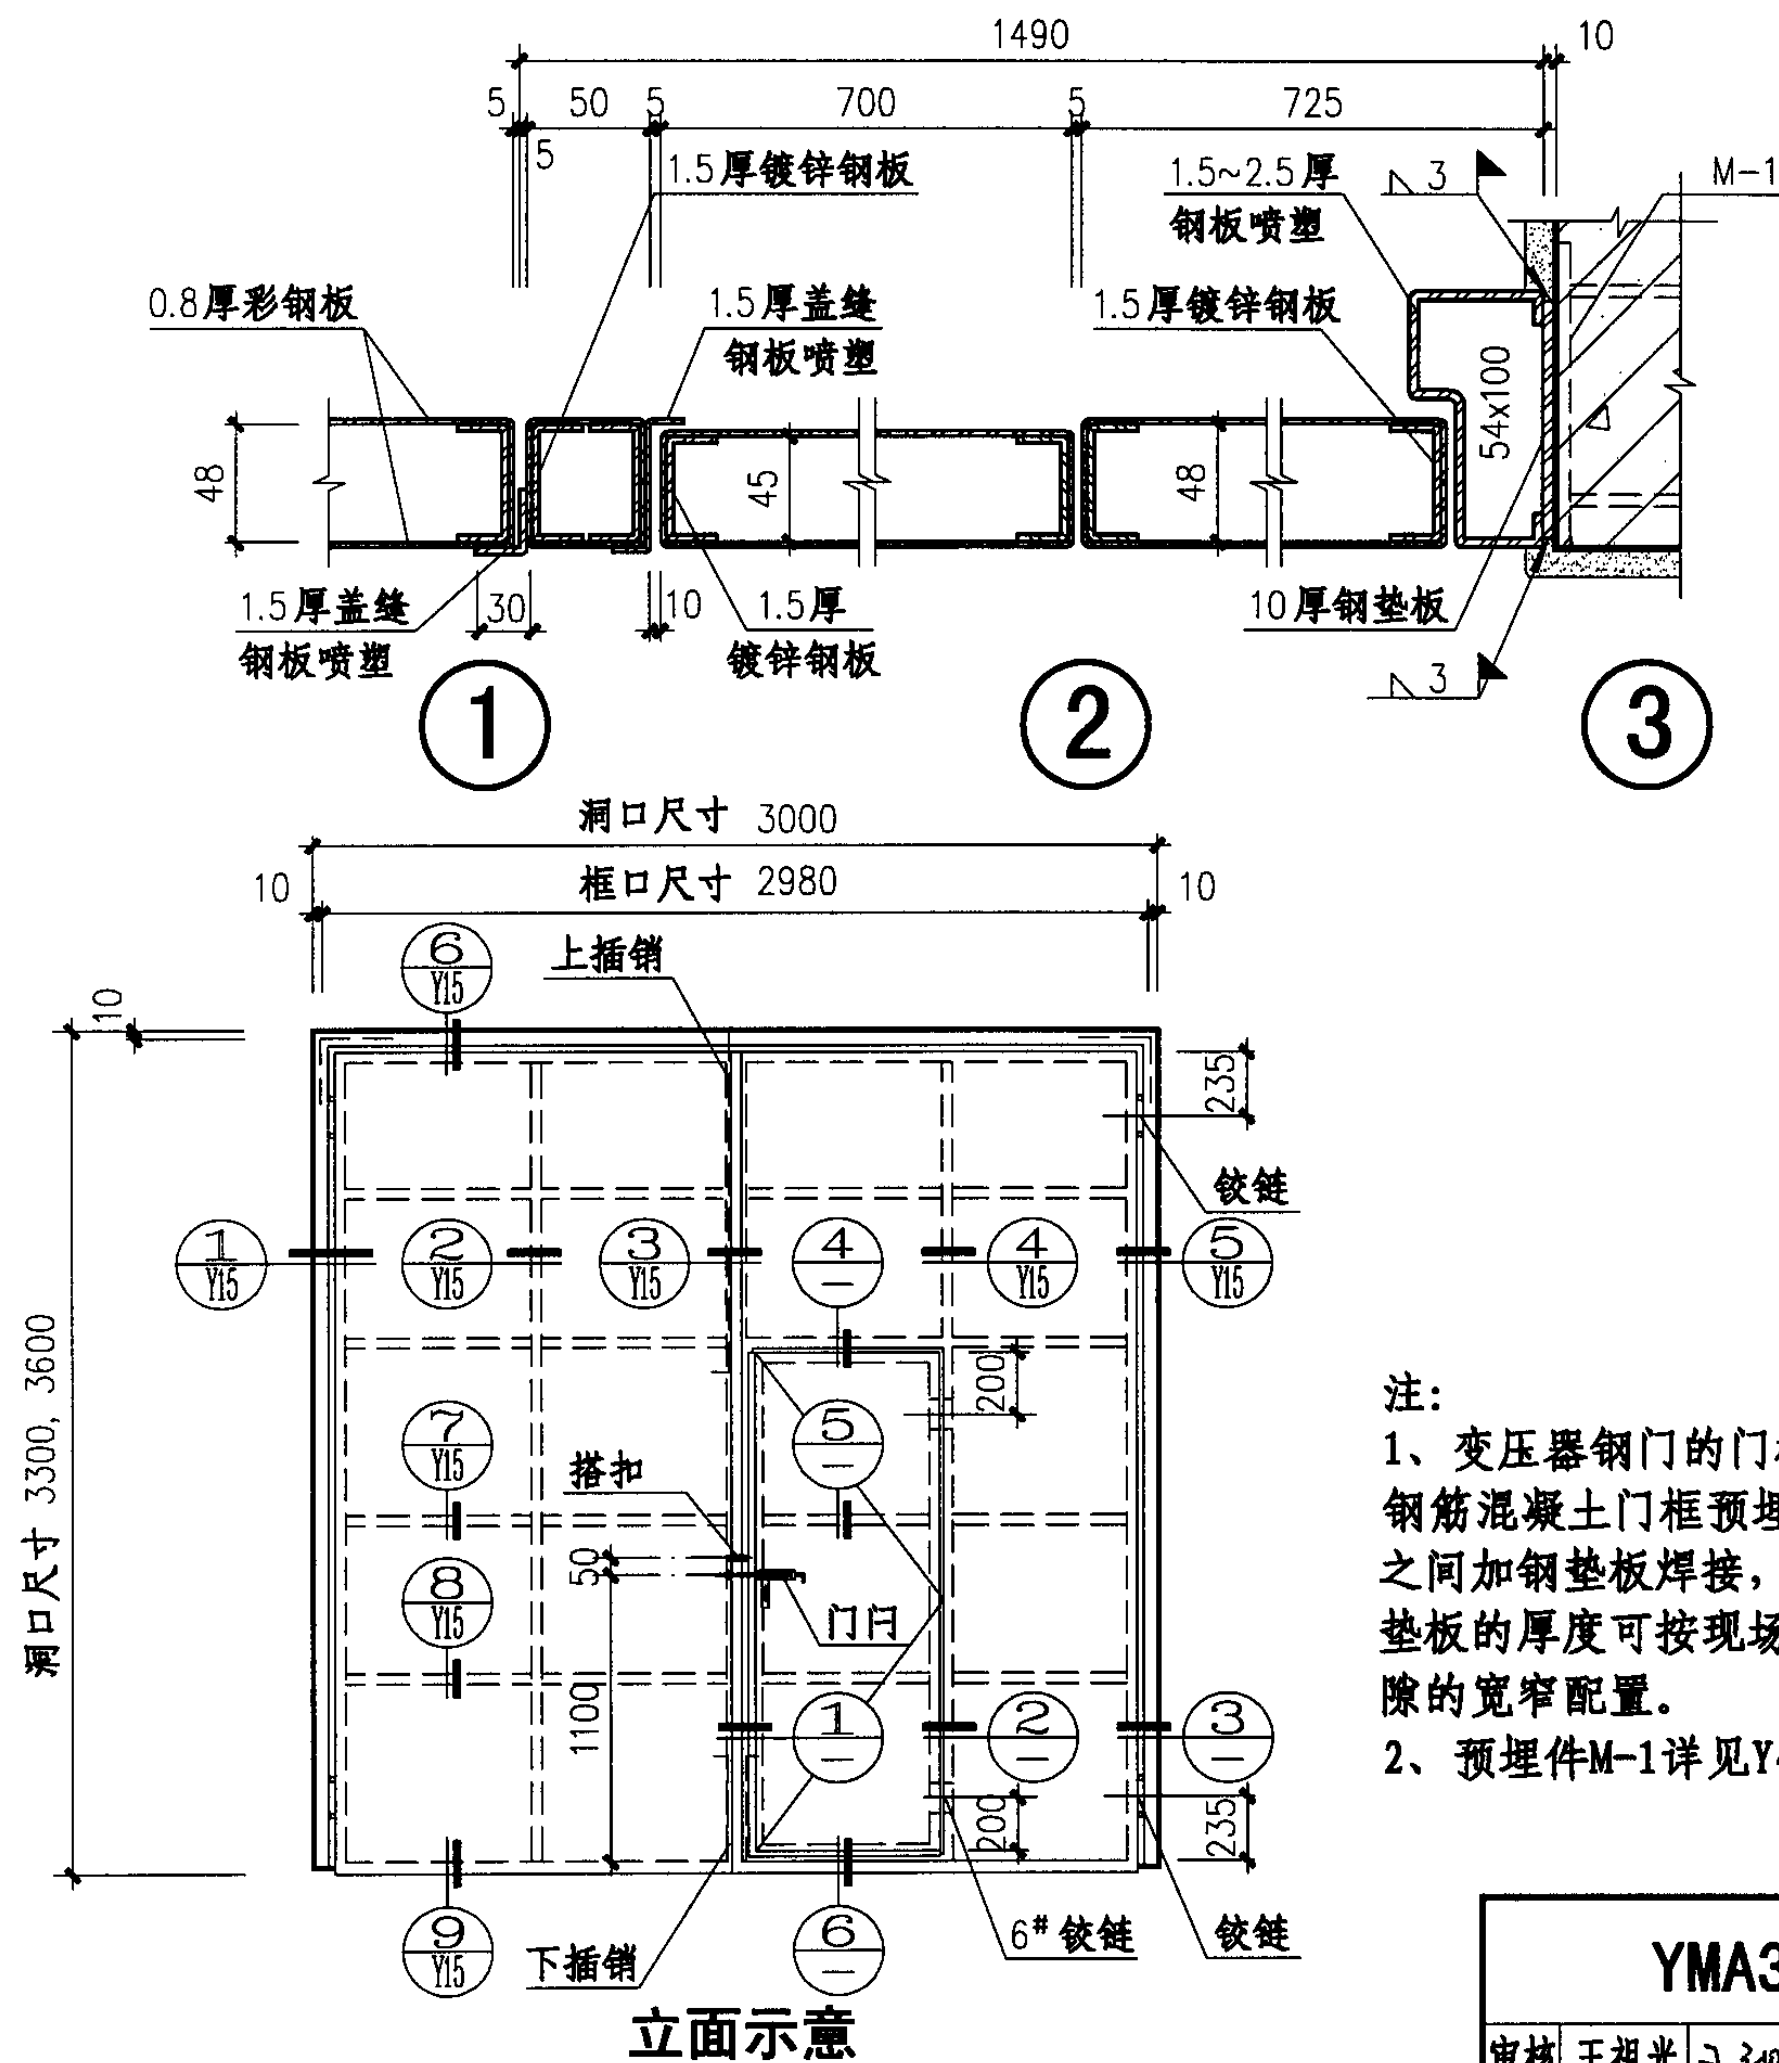 1490
10
5
50
5
700
5
725
5
1.5厚镀锌钢板
1.5~2.5厚
钢板喷塑
3
M-1
0.8厚彩钢板
1.5厚盖缝
钢板喷塑
1.5厚镀锌钢板
54x100
48
45
48
1.5厚盖缝
钢板喷塑
30
10
1.5厚
镀锌钢板
10厚钢垫板
3
1
2
3
洞口尺寸 3000
10
框口尺寸 2980
10
6
Y15
上插销
10
235
铰链
1
Y15
2
Y15
3
Y15
4
4
Y15
5
Y15
洞口尺寸 3300, 3600
200
7
Y15
5
搭扣
50
8
Y15
门闩
1100
1
2
3
200
235
9
Y15
下插销
6
6#铰链
铰链
立面示意
注:
1、变压器钢门的门
钢筋混凝土门框预埋
之间加钢垫板焊接,
垫板的厚度可按现场
隙的宽窄配置。
2、预埋件M-1详见Y
YMA3
审核
王祖光